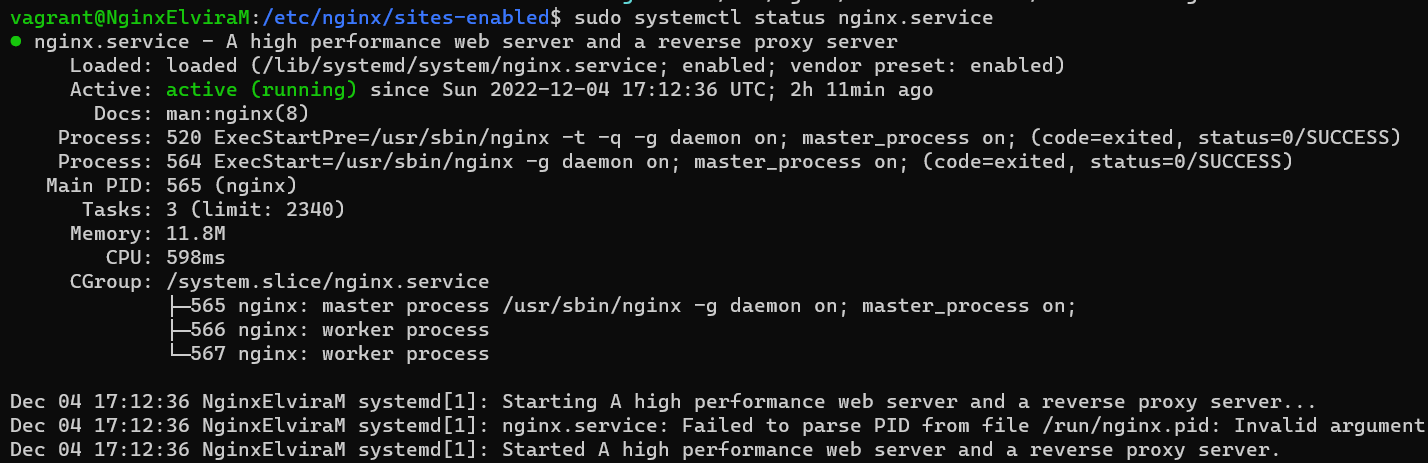 vagrant@NginxElviraM:/etc/nginx/sites-enabled$ sudo systemctl status nginx.service
● nginx.service - A high performance web server and a reverse proxy server
     Loaded: loaded (/lib/systemd/system/nginx.service; enabled; vendor preset: enabled)
     Active: active (running) since Sun 2022-12-04 17:12:36 UTC; 2h 11min ago
       Docs: man:nginx(8)
    Process: 520 ExecStartPre=/usr/sbin/nginx -t -q -g daemon on; master_process on; (code=exited, status=0/SUCCESS)
    Process: 564 ExecStart=/usr/sbin/nginx -g daemon on; master_process on; (code=exited, status=0/SUCCESS)
   Main PID: 565 (nginx)
      Tasks: 3 (limit: 2340)
     Memory: 11.8M
        CPU: 598ms
     CGroup: /system.slice/nginx.service
             ├─565 nginx: master process /usr/sbin/nginx -g daemon on; master_process on;
             ├─566 nginx: worker process
             └─567 nginx: worker process
Dec 04 17:12:36 NginxElviraM systemd[1]: Starting A high performance web server and a reverse proxy server...
Dec 04 17:12:36 NginxElviraM systemd[1]: nginx.service: Failed to parse PID from file /run/nginx.pid: Invalid argument
Dec 04 17:12:36 NginxElviraM systemd[1]: Started A high performance web server and a reverse proxy server.